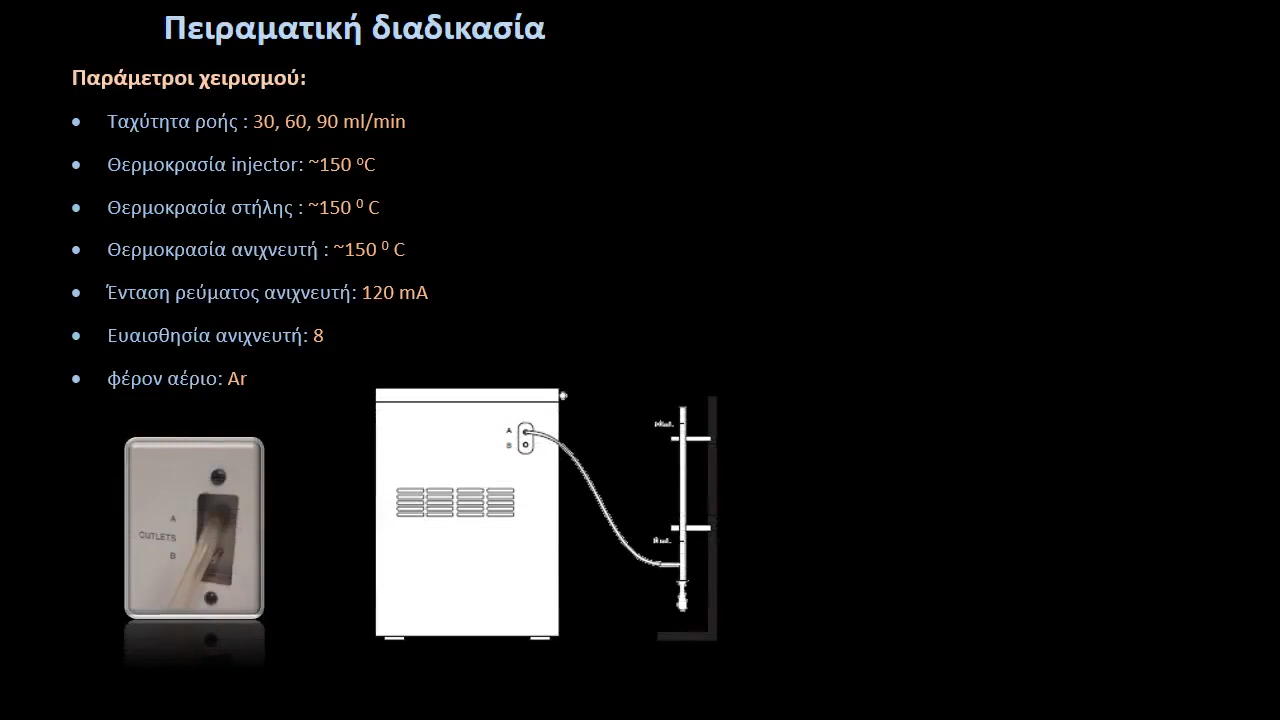 Πειραματική διαδικασία
Παράμετροι χειρισμού:
• Ταχύτητα ροής : 30, 60, 90 ml/min
• Θερμοκρασία injector: ~150 ᵒC
• Θερμοκρασία στήλης : ~150 ⁰ C
• Θερμοκρασία ανιχνευτή : ~150 ⁰ C
• Ένταση ρεύματος ανιχνευτή: 120 mA
• Ευαισθησία ανιχνευτή: 8
• φέρον αέριο: Ar
A
B
A
OUTLETS
B